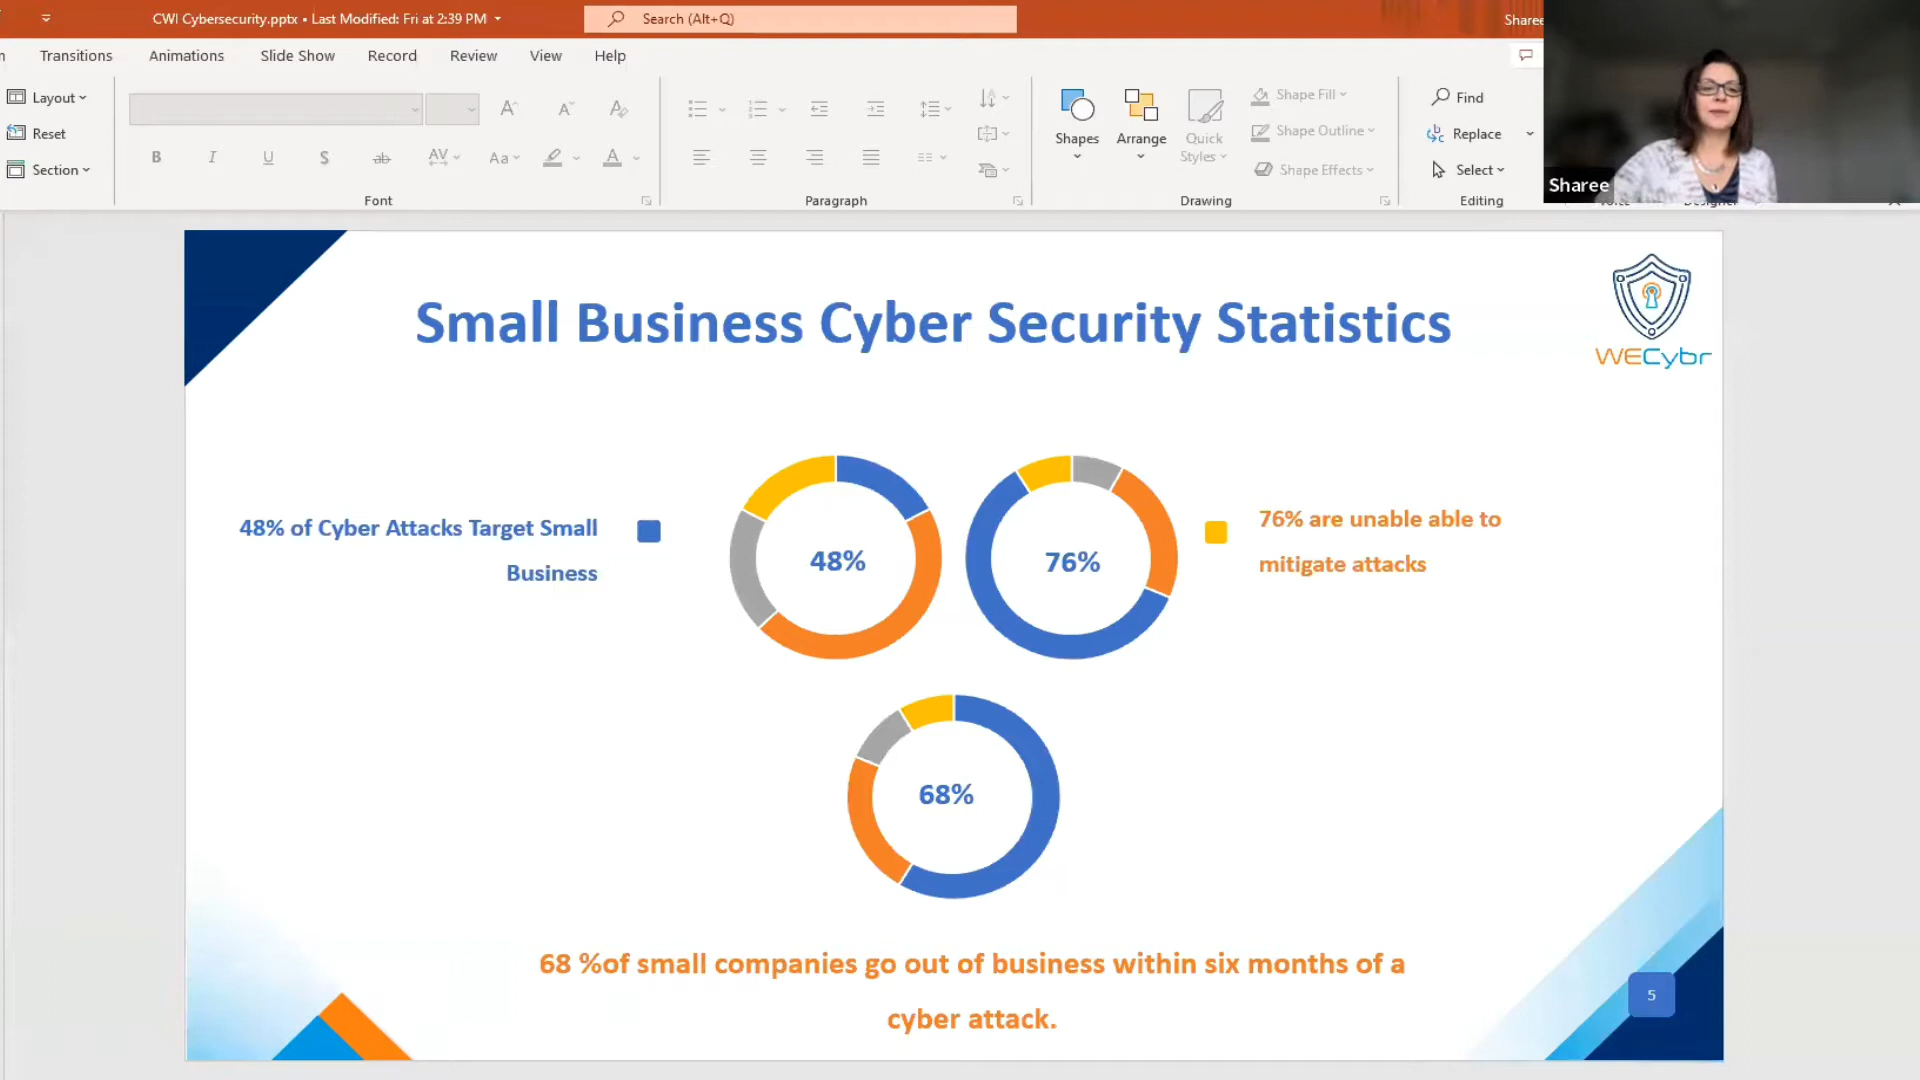 CWI Cybersecurity.pptx • Last Modified: Fri at 2:39 PM
Search (Alt+Q)
Sharee
Transitions Animations Slide Show Record Review View Help
Layout
Reset
Section
Font
Paragraph
Shapes
Arrange
Quick
Styles
Shape Fill
Shape Outline
Shape Effects
Drawing
Find
Replace
Select
Editing
Sharee
Small Business Cyber Security Statistics
WECybr
48% of Cyber Attacks Target Small
Business
48%
76%
76% are unable able to
mitigate attacks
68%
68 %of small companies go out of business within six months of a
cyber attack.
5